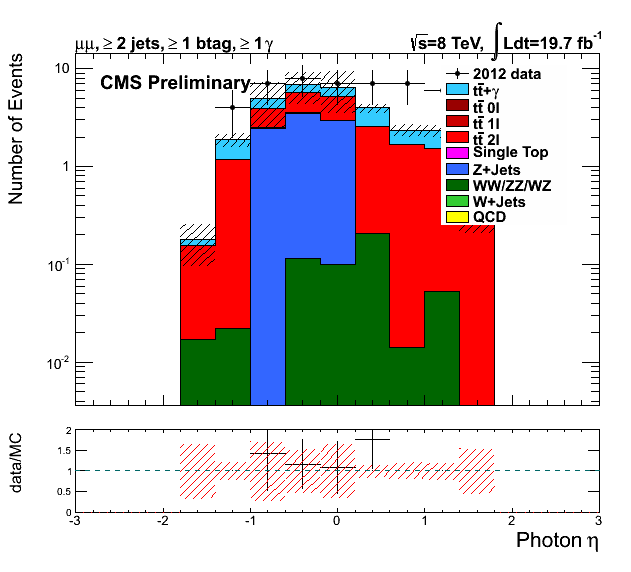 μμ, ≥ 2 jets, ≥ 1 btag, ≥ 1 γ
√s=8 TeV, ∫Ldt=19.7 fb⁻¹
CMS Preliminary
2012 data
tt̄+γ
tt̄ 0l
tt̄ 1l
tt̄ 2l
Single Top
Z+Jets
WW/ZZ/WZ
W+Jets
QCD
Number of Events
10
1
10⁻¹
10⁻²
data/MC
2
1.5
1
0.5
0
-3 -2 -1 0 1 2 3
Photon η